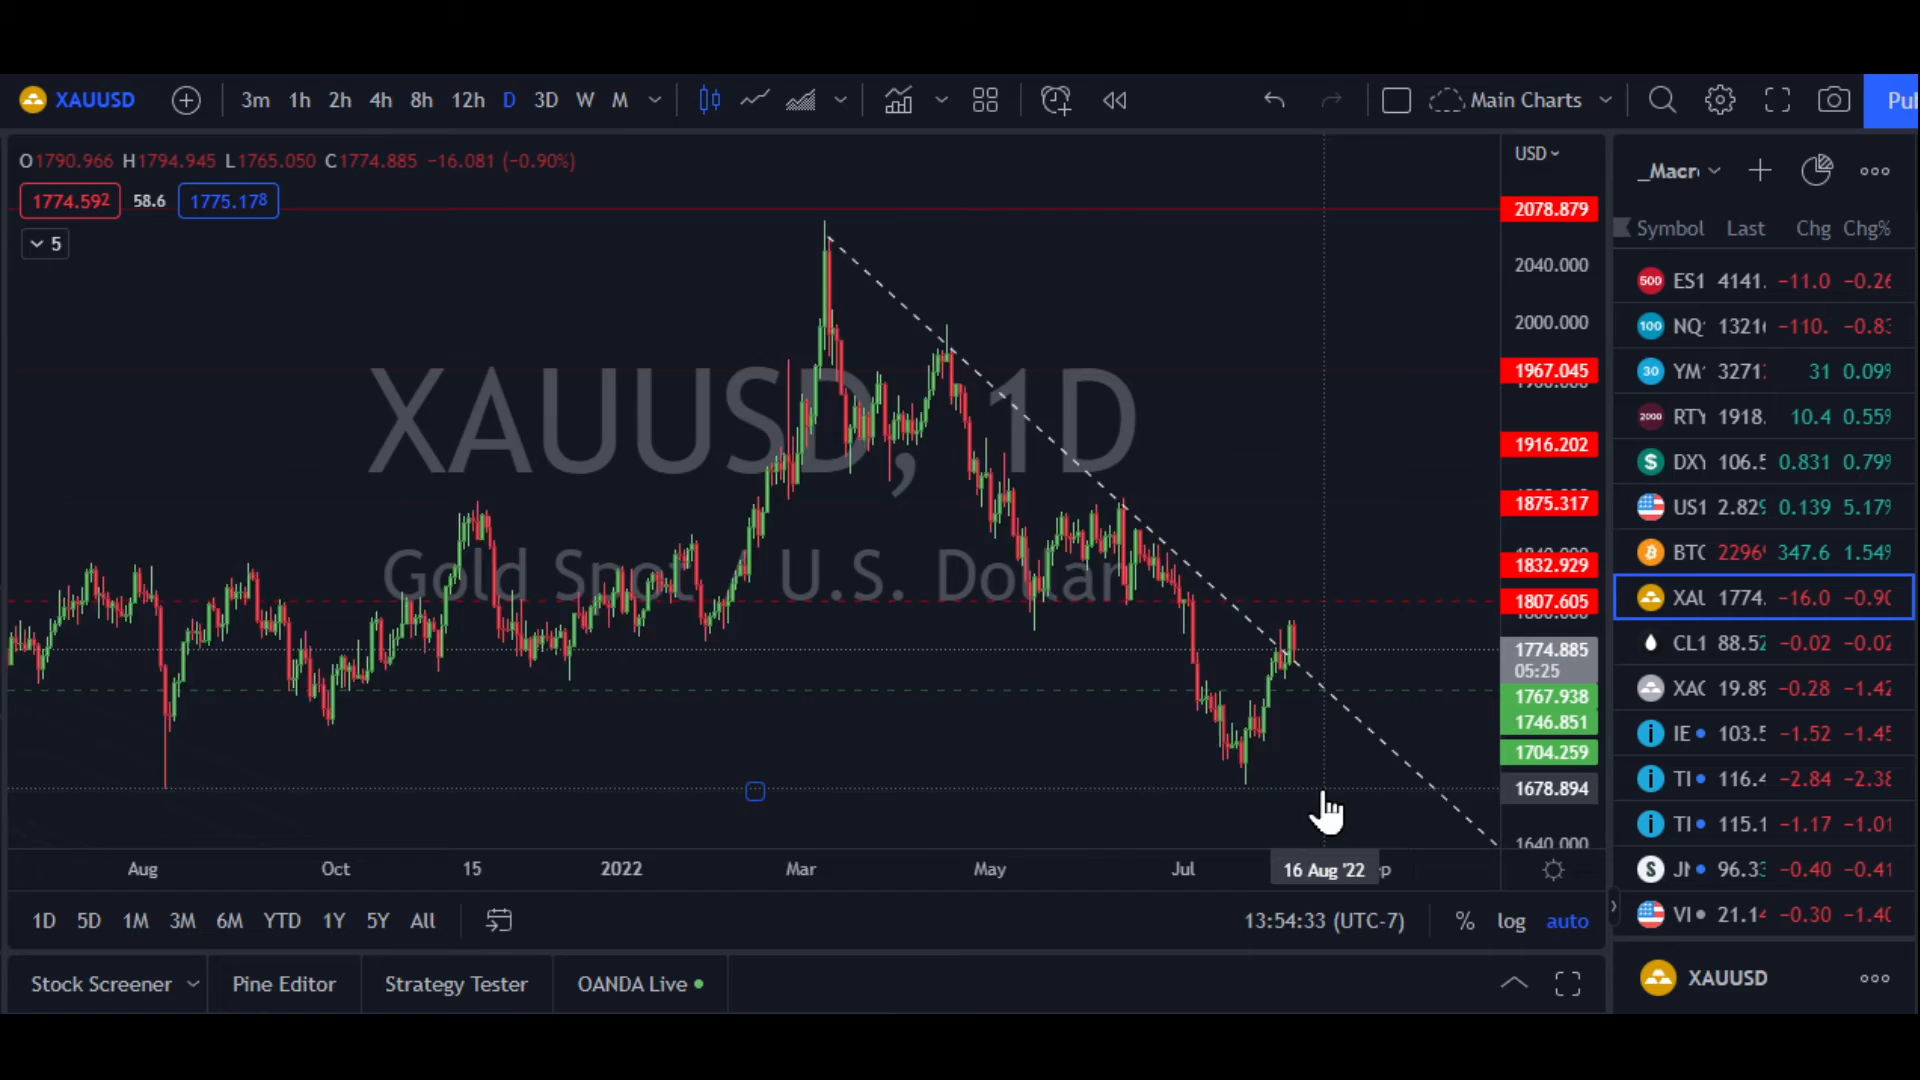 XAUUSD 3m 1h 2h 4h 8h 12h D 3D W M Main Charts Pul
O1790.966 H1794.945 L1765.050 C1774.885 −16.081 (−0.90%)
1774.592 58.6 1775.178
5
XAUUSD, 1D
Gold Spot / U.S. Dollar
USD
2078.879
2040.000
2000.000
1967.045
1916.202
1875.317
1832.929
1807.605
1774.885
05:25
1767.938
1746.851
1704.259
1678.894
1640.000
Aug Oct 15 2022 Mar May Jul 16 Aug '22
1D 5D 1M 3M 6M YTD 1Y 5Y All 13:54:33 (UTC-7) % log auto
Stock Screener Pine Editor Strategy Tester OANDA Live
_Macr
Symbol Last Chg Chg%
500 ES1 4141. −11.0 −0.26
100 NQ 1321 −110. −0.83
30 YM 3271 31 0.09
2000 RTY 1918. 10.4 0.55
$ DXY 106.5 0.831 0.79
US1 2.82 0.139 5.17
BTC 2296 347.6 1.54
XAU 1774. −16.0 −0.90
CL1 88.52 −0.02 −0.02
XAG 19.89 −0.28 −1.42
i IE 103.5 −1.52 −1.45
i TI 116.4 −2.84 −2.38
i TI 115.1 −1.17 −1.01
S JN 96.33 −0.40 −0.41
VI 21.14 −0.30 −1.40
XAUUSD